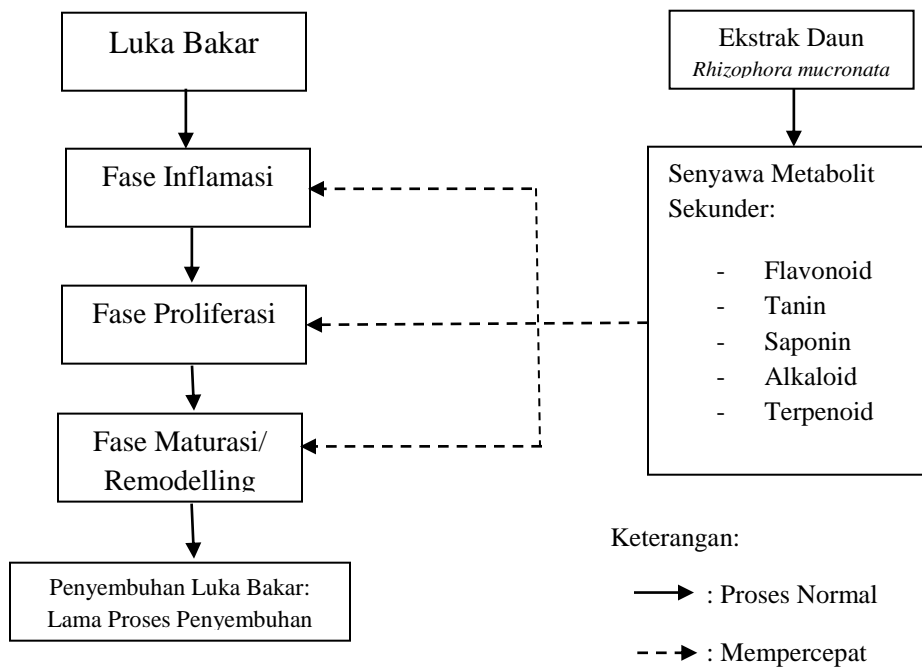 Luka Bakar
Fase Inflamasi
Fase Proliferasi
Fase Maturasi/
Remodelling
Penyembuhan Luka Bakar:
Lama Proses Penyembuhan
Ekstrak Daun
Rhizophora mucronata
Senyawa Metabolit
Sekunder:
- Flavonoid
- Tanin
- Saponin
- Alkaloid
- Terpenoid
Keterangan:
: Proses Normal
: Mempercepat